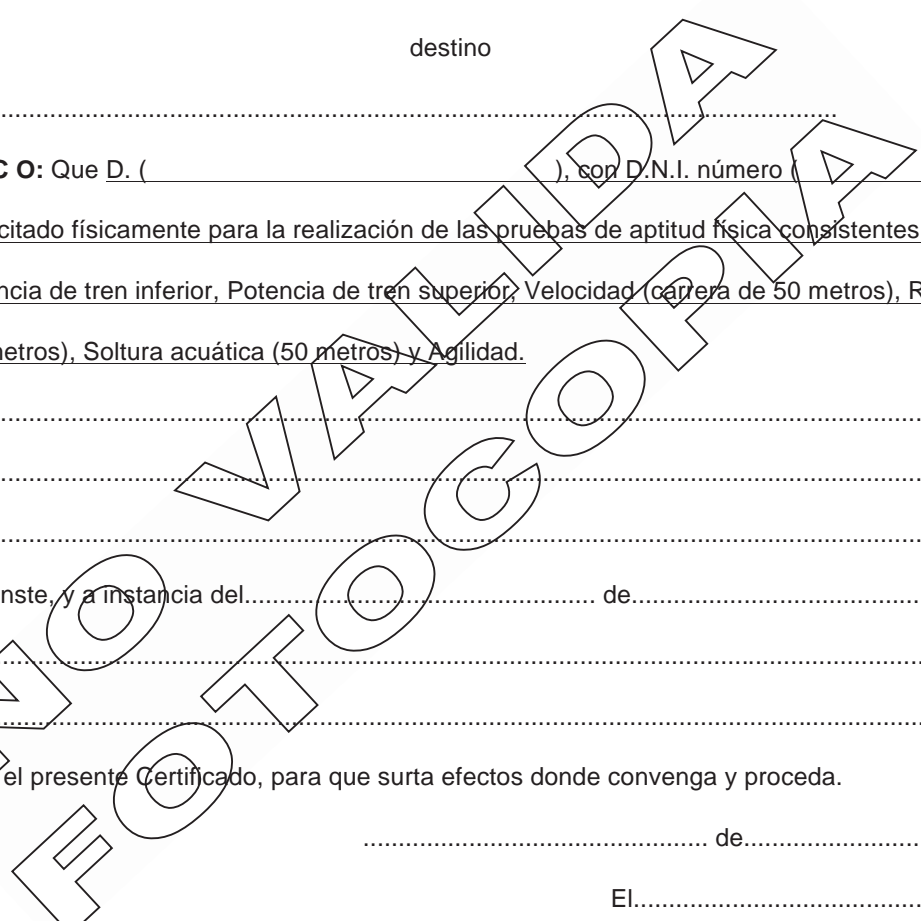 destino
................................................................................
C O: Que D. ( ), con D.N.I. número (
citado físicamente para la realización de las pruebas de aptitud física consistentes
ncia de tren inferior, Potencia de tren superior, Velocidad (carrera de 50 metros), R
metros), Soltura acuática (50 metros) y Agilidad.
................................................................................
................................................................................
................................................................................
nste, y a instancia del.................................................... de..........................................
................................................................................
................................................................................
el presente Certificado, para que surta efectos donde convenga y proceda.
.................................................. de..........................
El..........................................
NO VALIDA
FOTOCOPIA